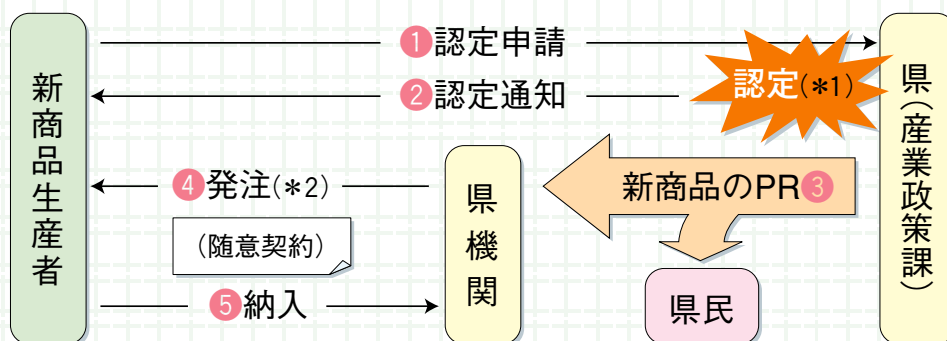 新商品生産者
❶認定申請
❷認定通知
認定(*1)
県(産業政策課)
新商品のPR❸
❹発注(*2)
(随意契約)
県機関
❺納入
県民